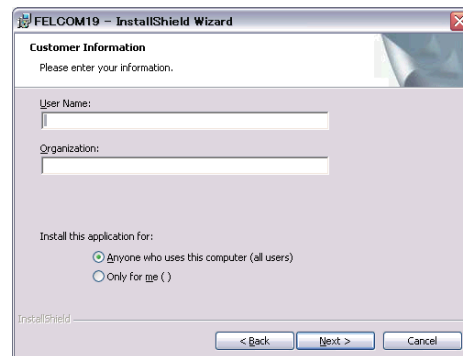 FELCOM19 - InstallShield Wizard
Customer Information
Please enter your information.
User Name:
Organization:
Install this application for:
Anyone who uses this computer (all users)
Only for me ( )
InstallShield
< Back
Next >
Cancel